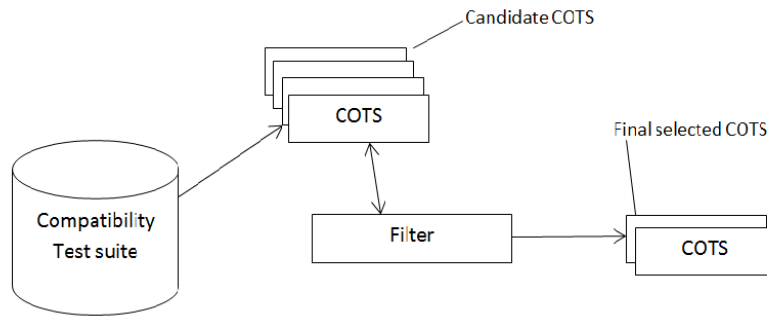 Candidate COTS
COTS
Final selected COTS
Compatibility
Test suite
Filter
COTS